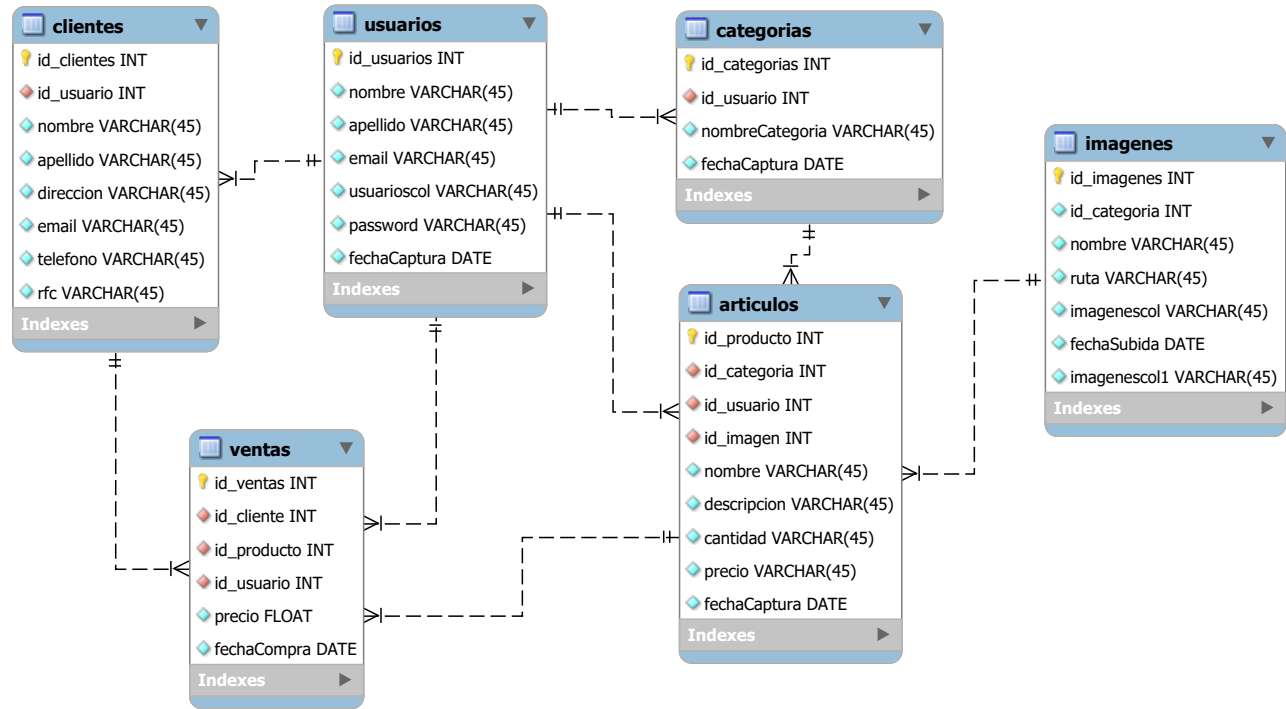 clientes
id_clientes INT
id_usuario INT
nombre VARCHAR(45)
apellido VARCHAR(45)
direccion VARCHAR(45)
email VARCHAR(45)
telefono VARCHAR(45)
rfc VARCHAR(45)
Indexes
usuarios
id_usuarios INT
nombre VARCHAR(45)
apellido VARCHAR(45)
email VARCHAR(45)
usuarioscol VARCHAR(45)
password VARCHAR(45)
fechaCaptura DATE
Indexes
categorias
id_categorias INT
id_usuario INT
nombreCategoria VARCHAR(45)
fechaCaptura DATE
Indexes
imagenes
id_imagenes INT
id_categoria INT
nombre VARCHAR(45)
ruta VARCHAR(45)
imagenescol VARCHAR(45)
fechaSubida DATE
imagenescol1 VARCHAR(45)
Indexes
articulos
id_producto INT
id_categoria INT
id_usuario INT
id_imagen INT
nombre VARCHAR(45)
descripcion VARCHAR(45)
cantidad VARCHAR(45)
precio VARCHAR(45)
fechaCaptura DATE
Indexes
ventas
id_ventas INT
id_cliente INT
id_producto INT
id_usuario INT
precio FLOAT
fechaCompra DATE
Indexes